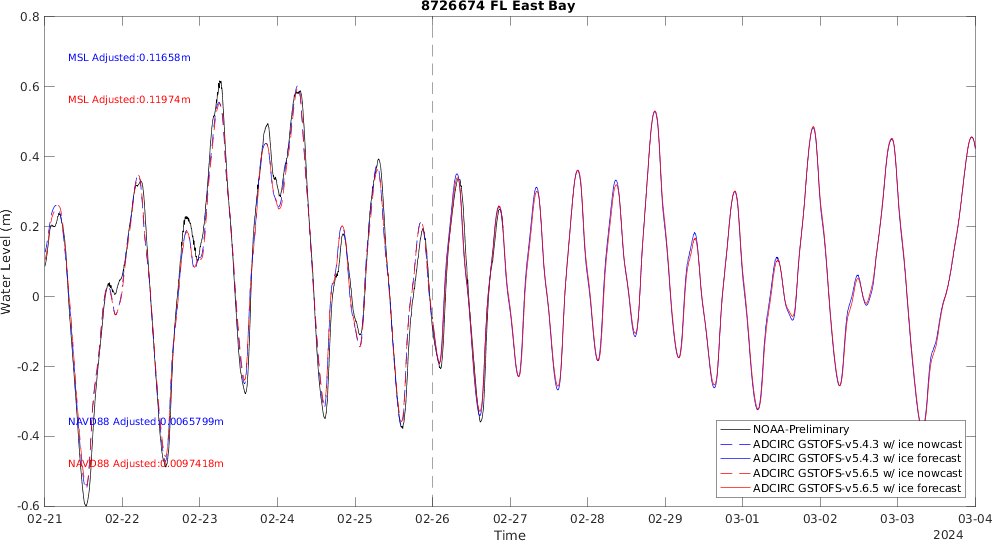 8726674 FL East Bay
0.8
0.6
0.4
0.2
0
-0.2
-0.4
-0.6
Water Level (m)
MSL Adjusted:0.11658m
MSL Adjusted:0.11974m
NAVD88 Adjusted:0.0065799m
NAVD88 Adjusted:0.0097418m
NOAA-Preliminary
ADCIRC GSTOFS-v5.4.3 w/ ice nowcast
ADCIRC GSTOFS-v5.4.3 w/ ice forecast
ADCIRC GSTOFS-v5.6.5 w/ ice nowcast
ADCIRC GSTOFS-v5.6.5 w/ ice forecast
02-21 02-22 02-23 02-24 02-25 02-26 02-27 02-28 02-29 03-01 03-02 03-03 03-04
Time
2024